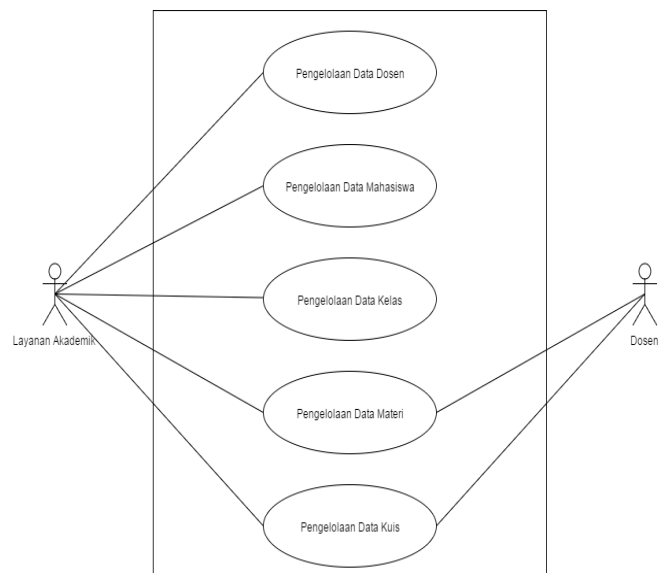 Pengelolaan Data Dosen
Pengelolaan Data Mahasiswa
Pengelolaan Data Kelas
Layanan Akademik
Dosen
Pengelolaan Data Materi
Pengelolaan Data Kuis